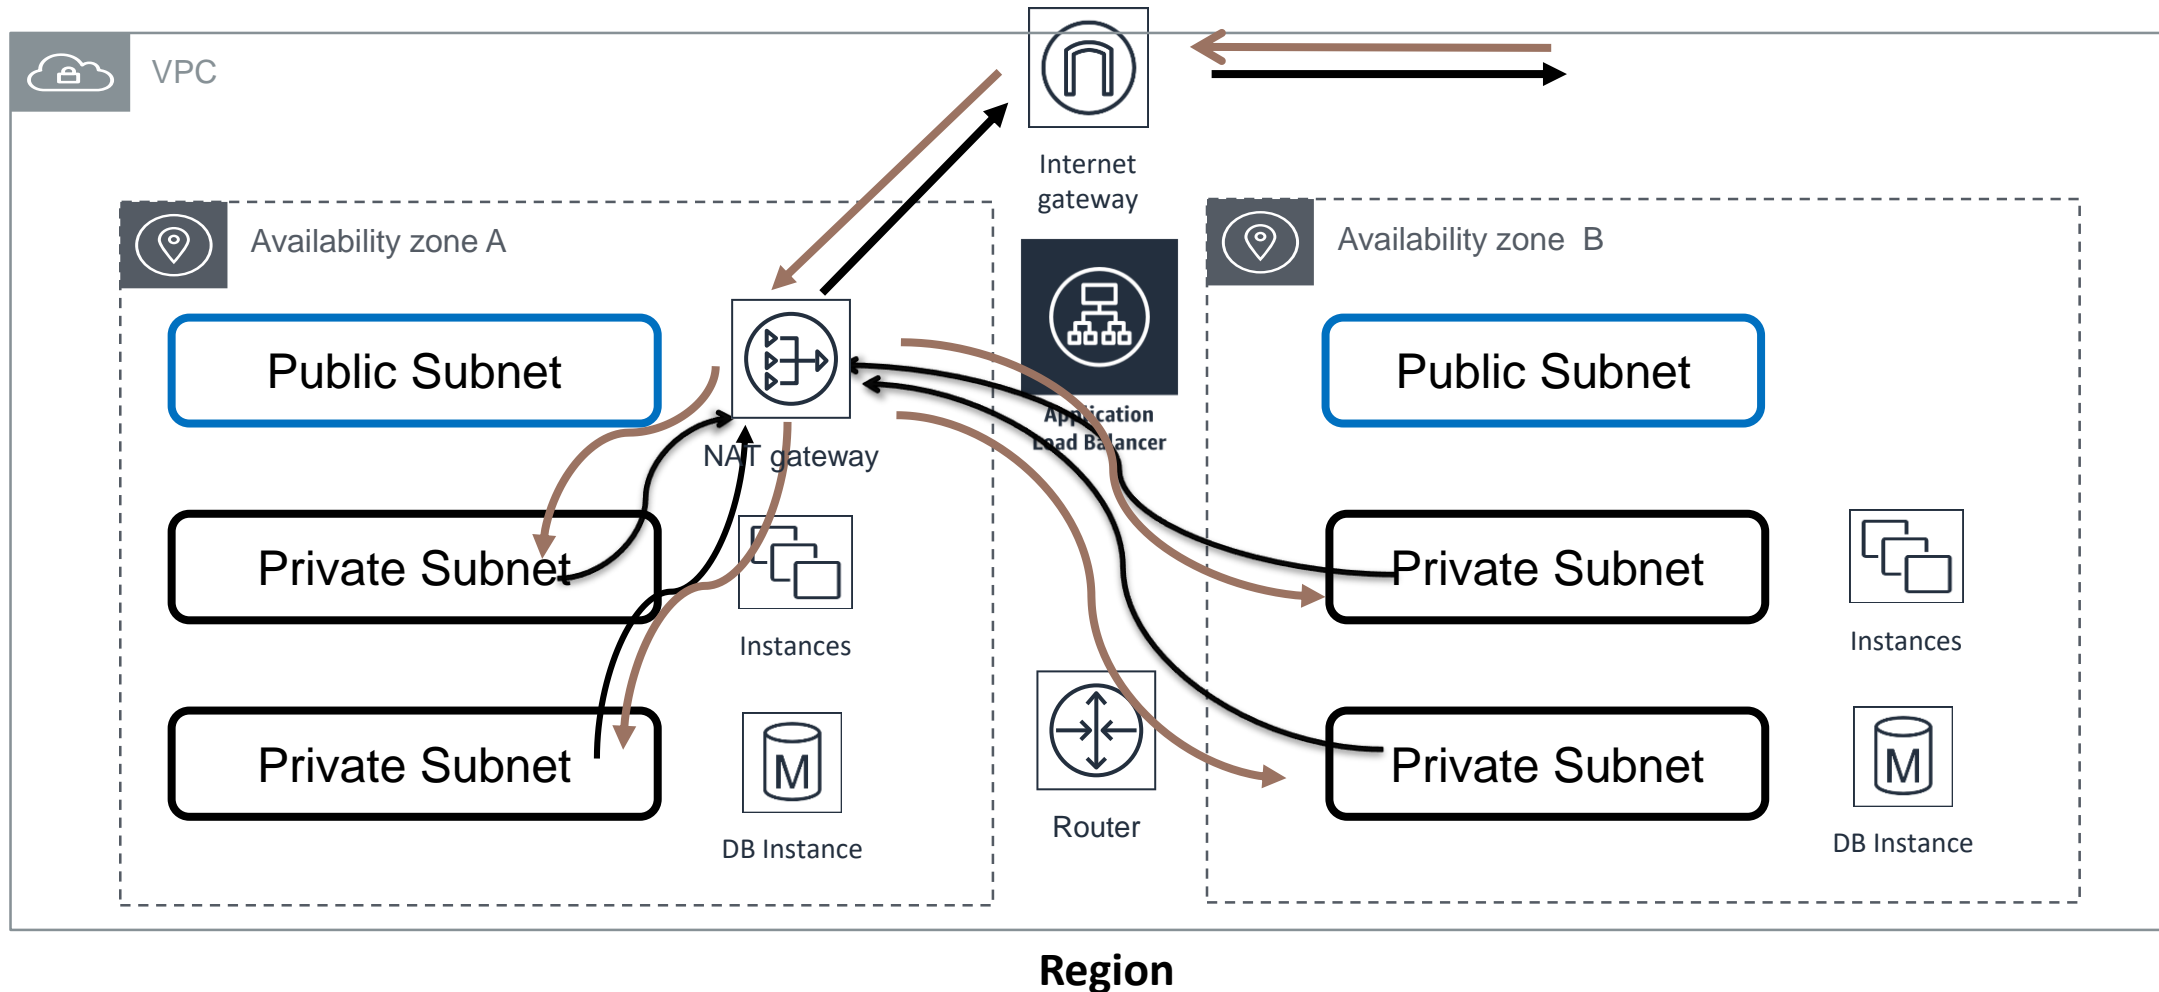 VPC
Internet
gateway
Availability zone A
Availability zone  B
Public Subnet
Public Subnet
Application
Load Balancer
NAT gateway
Private Subnet
Private Subnet
Instances
Instances
Private Subnet
Private Subnet
M
M
Router
DB Instance
DB Instance
Region